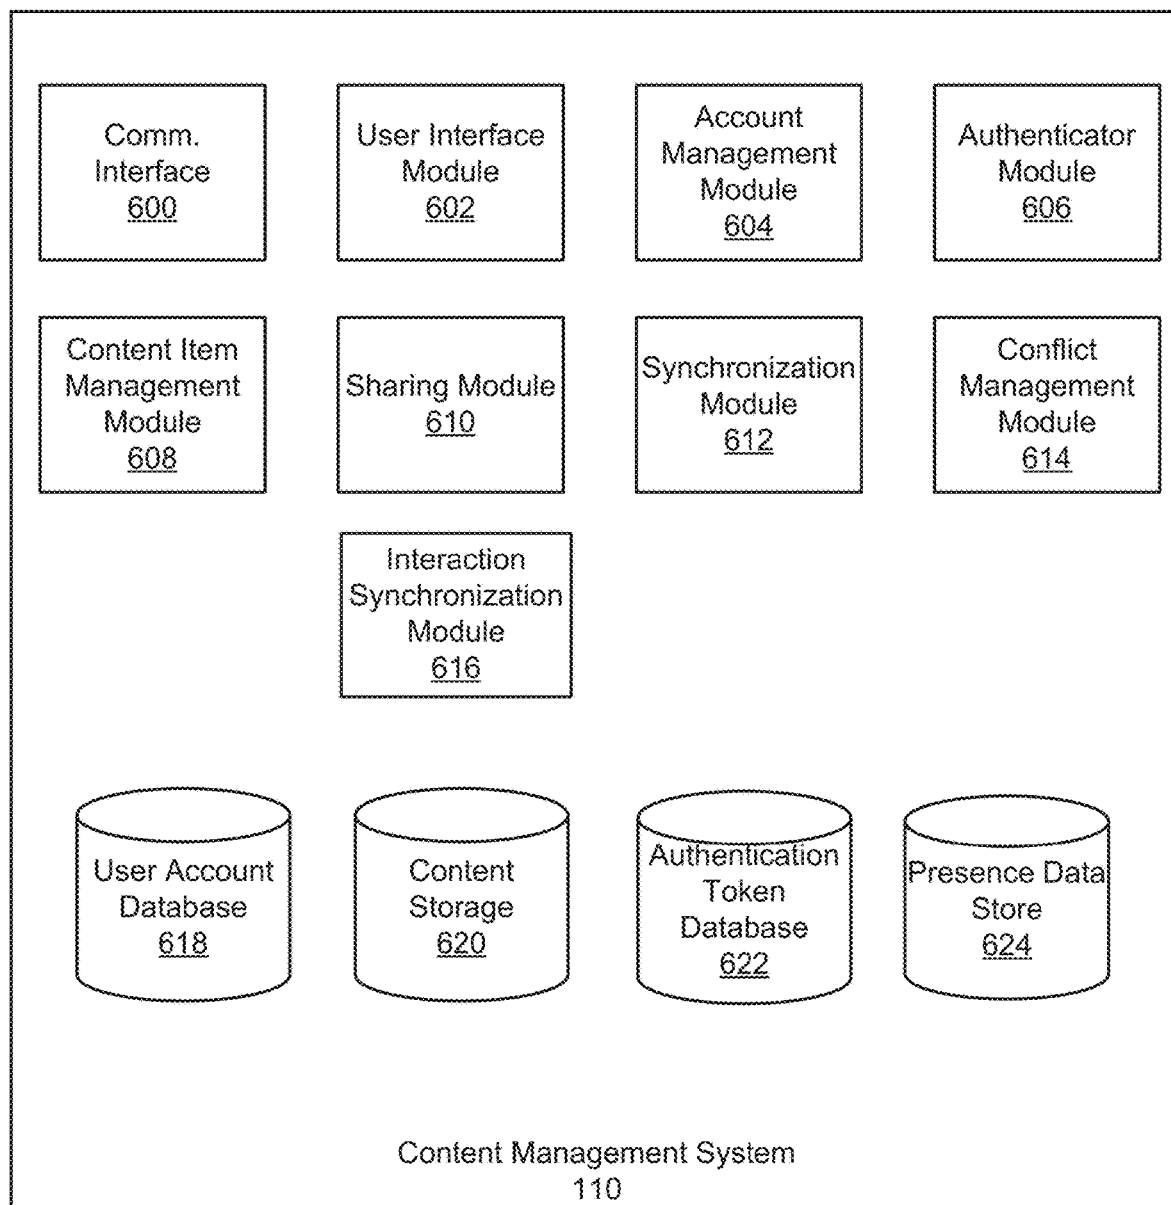 Comm.
Interface
600
User Interface
Module
602
Account
Management
Module
604
Authenticator
Module
606
Content Item
Management
Module
608
Sharing Module
610
Synchronization
Module
612
Conflict
Management
Module
614
Interaction
Synchronization
Module
616
User Account
Database
618
Content
Storage
620
Authentication
Token
Database
622
Presence Data
Store
624
Content Management System
110